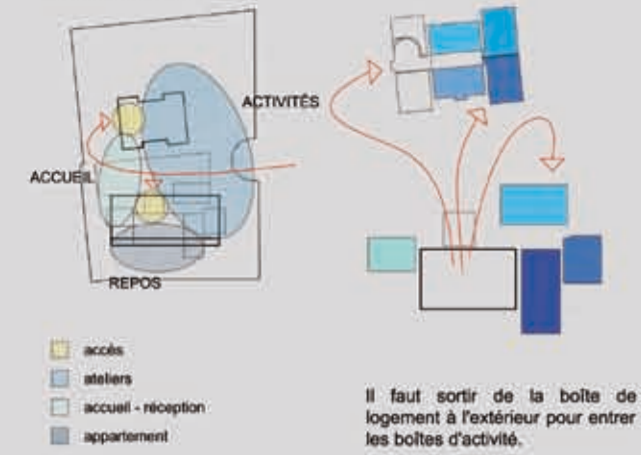 ACTIVITÉS
ACCUEIL
REPOS
accès
ateliers
accueil - réception
appartement
Il faut sortir de la boîte de
logement à l'extérieur pour entrer
les boîtes d'activité.